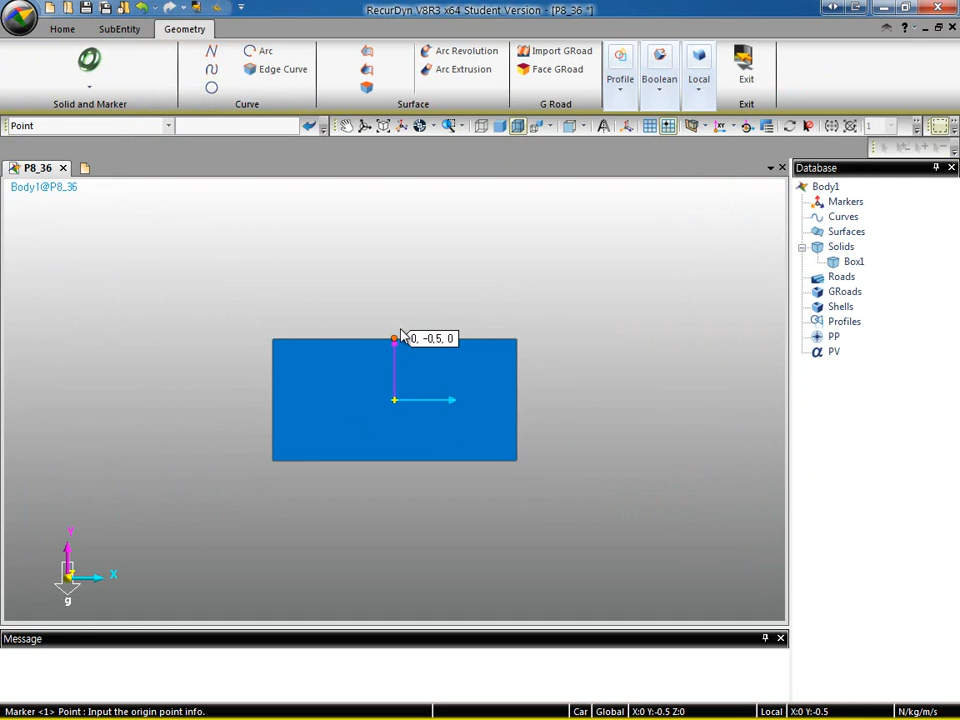 RecurDyn V8R3 x64 Student Version - [P8_36 *]
Home SubEntity Geometry
Arc Arc Revolution Import GRoad
Edge Curve Arc Extrusion Face GRoad Profile Boolean Local Exit
Solid and Marker Curve Surface G Road Exit
Point 1
P8_36 Database
Body1@P8_36 Body1
Markers
Curves
Surfaces
Solids
Box1
Roads
GRoads
Shells
Profiles
PP
PV
0, -0,5, 0
Y
Z
X
g
Message
Marker <1> Point : Input the origin point info. Car Global X:0 Y:-0.5 Z:0 Local X:0 Y:-0.5 N/kg/m/s